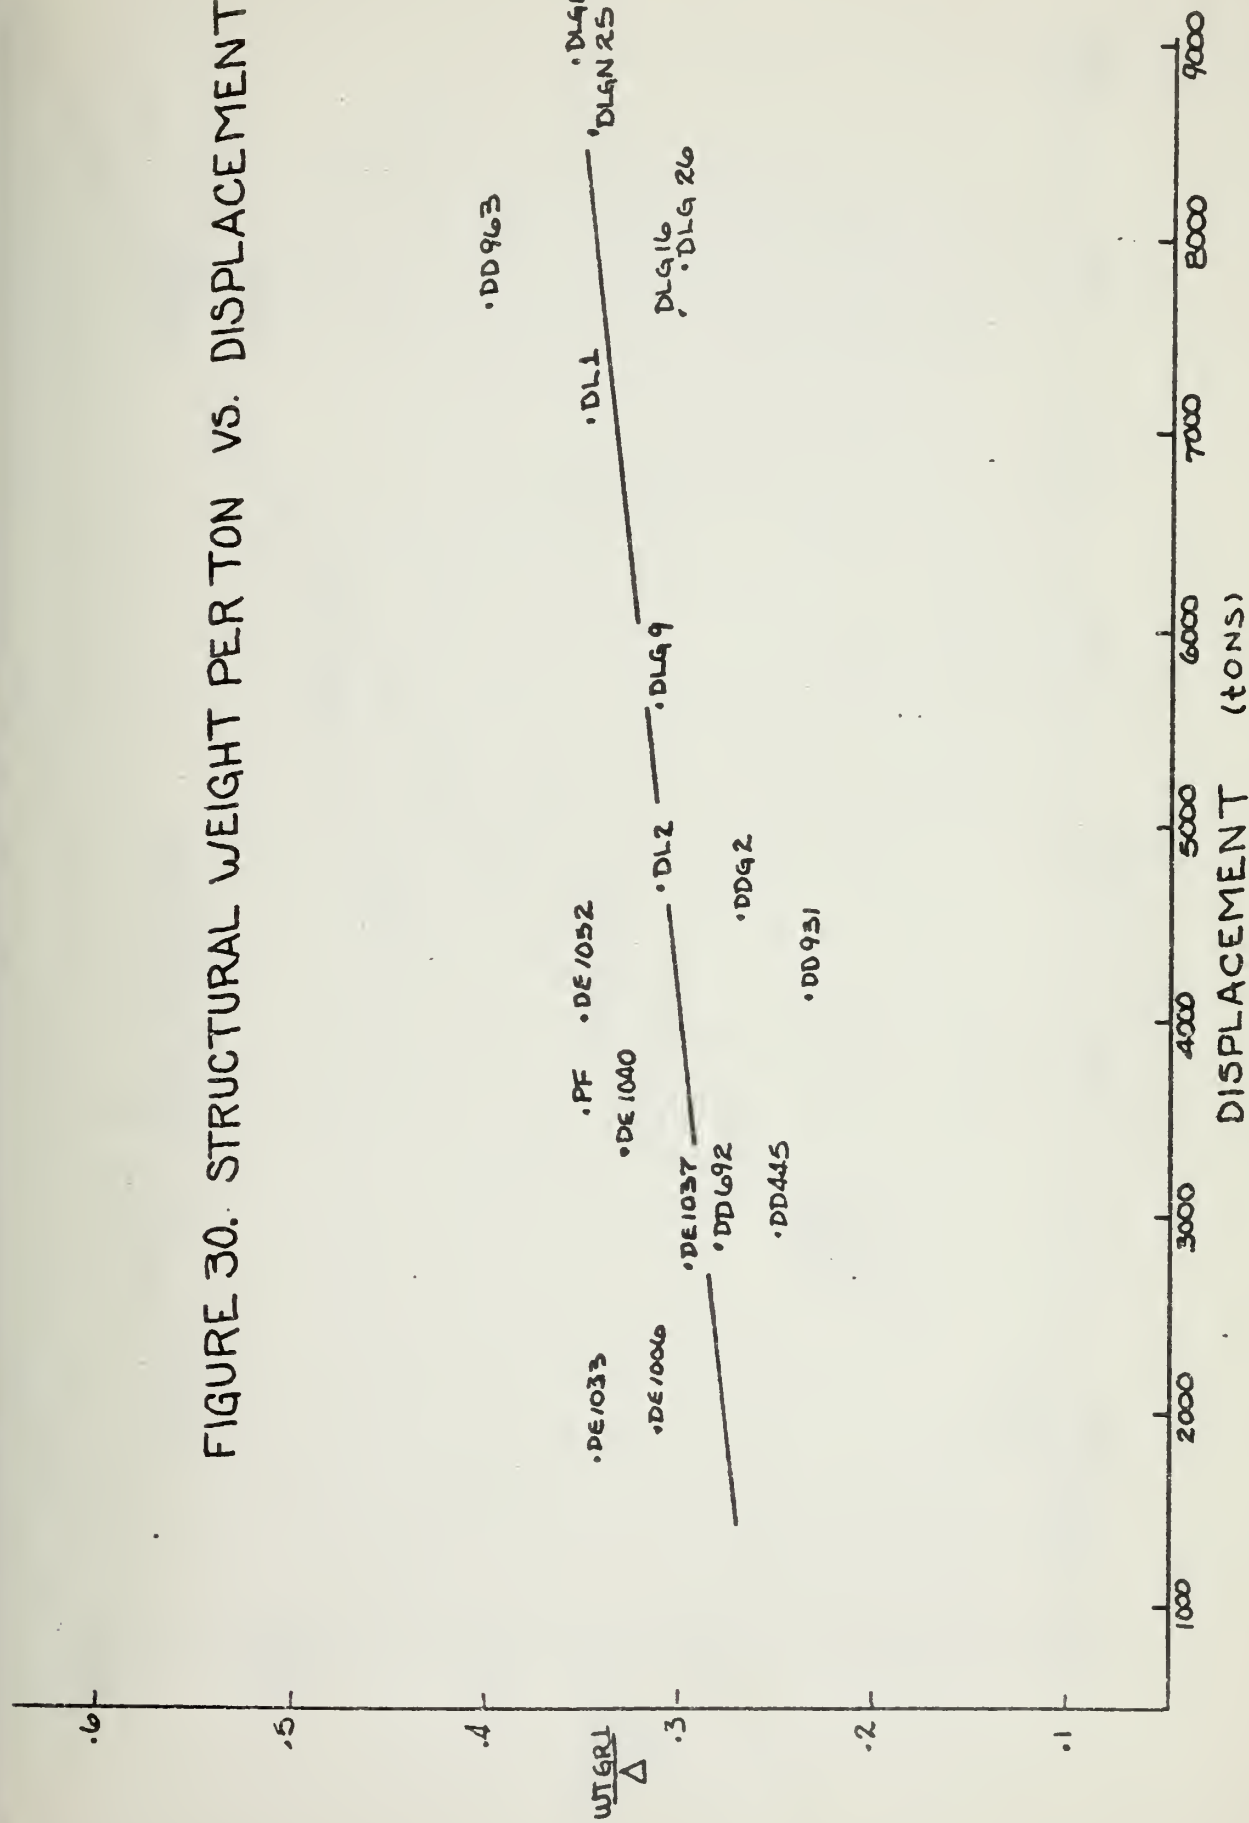 FIGURE 30. STRUCTURAL WEIGHT PER TON VS. DISPLACEMENT
.6
.5
.4
WTGR1
Δ
.3
.2
.1
DD963
DLGN 25
DL1
DE1033
PF
DE1052
DE1040
DLG16
DLG 26
DE1006
DL2
DLG9
DE1037
DD692
DDG2
DD445
DD931
1000
2000
3000
4000
5000
6000
7000
8000
9000
DISPLACEMENT (tONS)